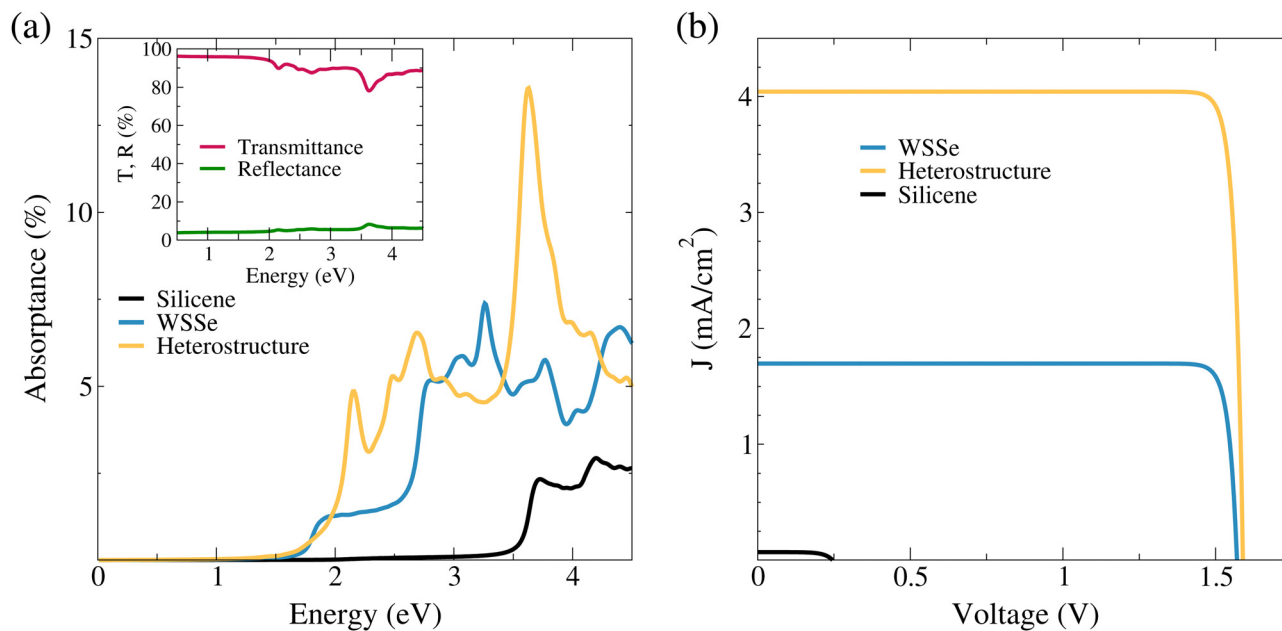 (a)
15
10
5
0
1
2
3
4
Absorptance (%)
Energy (eV)
100
80
60
40
20
0
1
2
3
4
T, R (%)
Energy (eV)
Transmittance
Reflectance
Silicene
WSSe
Heterostructure
(b)
4
3
2
1
0
0.5
1
1.5
J (mA/cm²)
Voltage (V)
WSSe
Heterostructure
Silicene